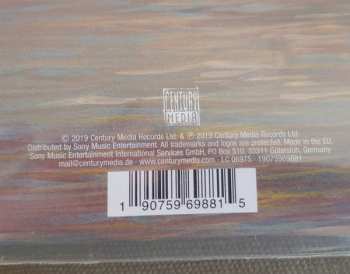 CENTURY
MEDIA
© 2019 Century Media Records Ltd. & ℗ 2019 Century Media Records Ltd.
Distributed by Sony Music Entertainment. All trademarks and logos are protected. Made in the EU.
Sony Music Entertainment International Services GmbH, PO Box 510, 33311 Gütersloh, Germany
mail@centurymedia.de · www.centurymedia.com · LC 06975 · 19075969881
1 90759 69881 5